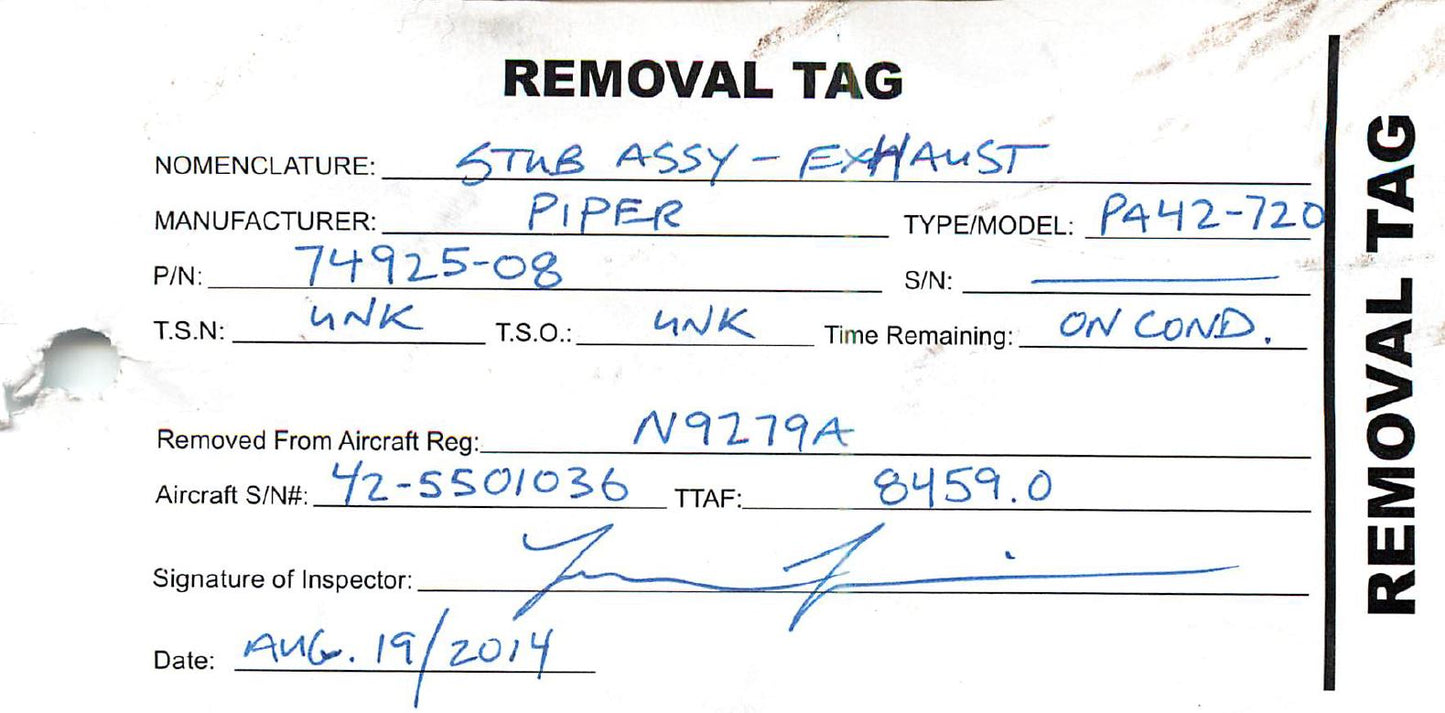 REMOVAL TAG
NOMENCLATURE: STUB ASSY - EXHAUST
MANUFACTURER: PIPER TYPE/MODEL: PA42-720
P/N: 74925-08 S/N: —
T.S.N: UNK T.S.O.: UNK Time Remaining: ON COND.
Removed From Aircraft Reg: N9279A
Aircraft S/N#: 42-5501036 TTAF: 8459.0
Signature of Inspector:
Date: AUG. 19/2014
REMOVAL TAG